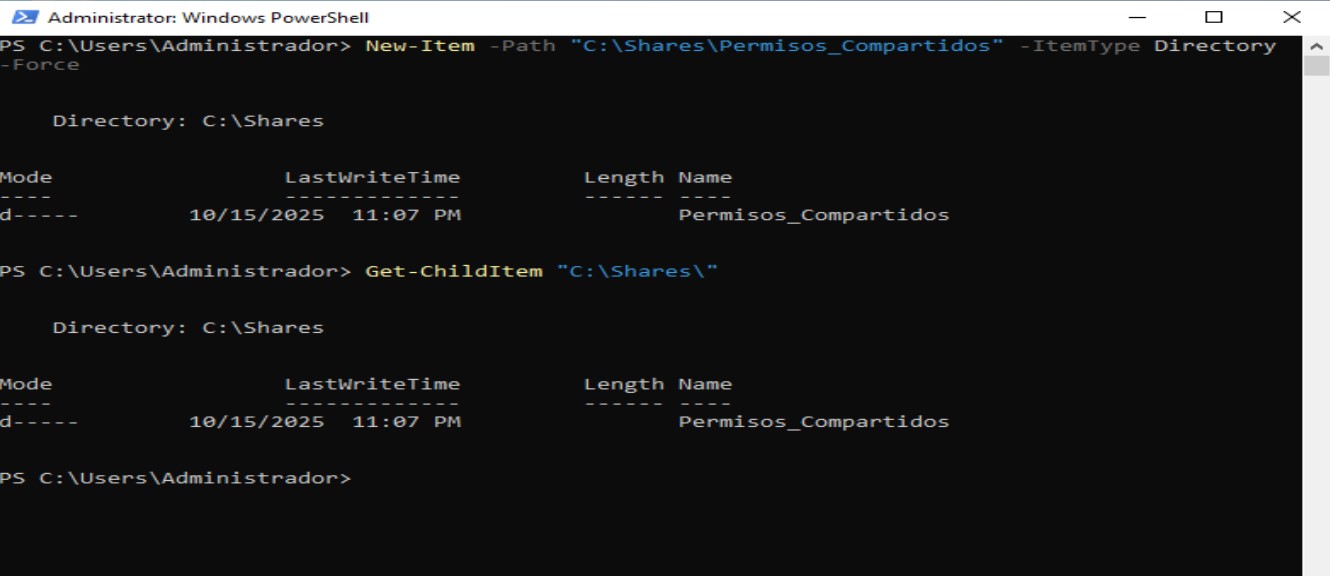 Administrator: Windows PowerShell
PS C:\Users\Administrador> New-Item -Path "C:\Shares\Permisos_Compartidos" -ItemType Directory
-Force
Directory: C:\Shares
Mode LastWriteTime Length Name
---- ------------- ------ ----
d----- 10/15/2025 11:07 PM Permisos_Compartidos
PS C:\Users\Administrador> Get-ChildItem "C:\Shares\"
Directory: C:\Shares
Mode LastWriteTime Length Name
---- ------------- ------ ----
d----- 10/15/2025 11:07 PM Permisos_Compartidos
PS C:\Users\Administrador>